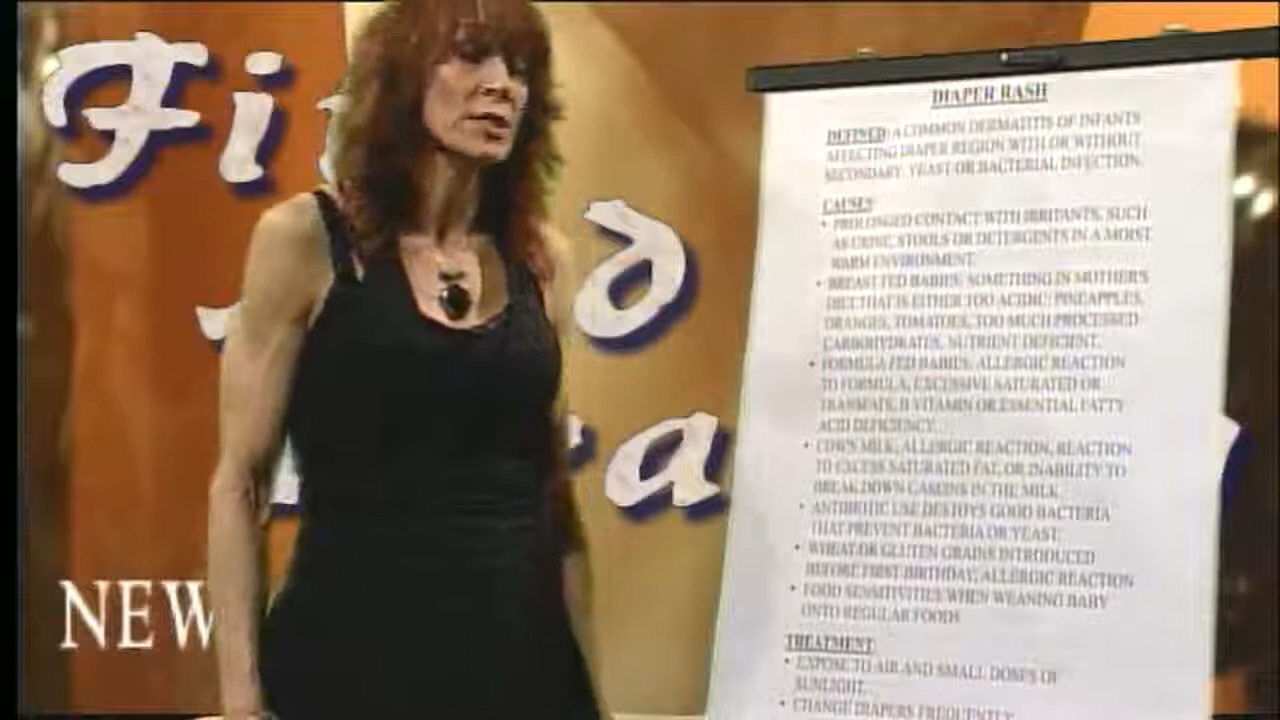 Fi
d
ra
NEW
DIAPER RASH
DEFINED: A COMMON DERMATITIS OF INFANTS
AFFECTING DIAPER REGION WITH OR WITHOUT
SECONDARY YEAST OR BACTERIAL INFECTION.
CAUSES:
• PROLONGED CONTACT WITH IRRITANTS, SUCH
AS URINE, STOOLS OR DETERGENTS IN A MOIST
WARM ENVIRONMENT.
• BREAST FED BABIES: SOMETHING IN MOTHER'S
DIET THAT IS EITHER TOO ACIDIC: PINEAPPLES,
ORANGES, TOMATOES, TOO MUCH PROCESSED
CARBOHYDRATES, NUTRIENT DEFICIENT.
• FORMULA FED BABIES: ALLERGIC REACTION
TO FORMULA, EXCESSIVE SATURATED OR
TRANSFATS, B VITAMIN OR ESSENTIAL FATTY
ACID DEFICIENCY.
• COW'S MILK, ALLERGIC REACTION, REACTION
TO EXCESS SATURATED FAT, OR INABILITY TO
BREAK DOWN CASEINS IN THE MILK.
• ANTIBIOTIC USE DESTOYS GOOD BACTERIA
THAT PREVENT BACTERIA OR YEAST.
• WHEAT OR GLUTEN GRAINS INTRODUCED
BEFORE FIRST BIRTHDAY, ALLERGIC REACTION
• FOOD SENSITIVITIES WHEN WEANING BABY
ONTO REGULAR FOODS
TREATMENT:
• EXPOSE TO AIR AND SMALL DOSES OF
SUNLIGHT.
• CHANGE DIAPERS FREQUENTLY